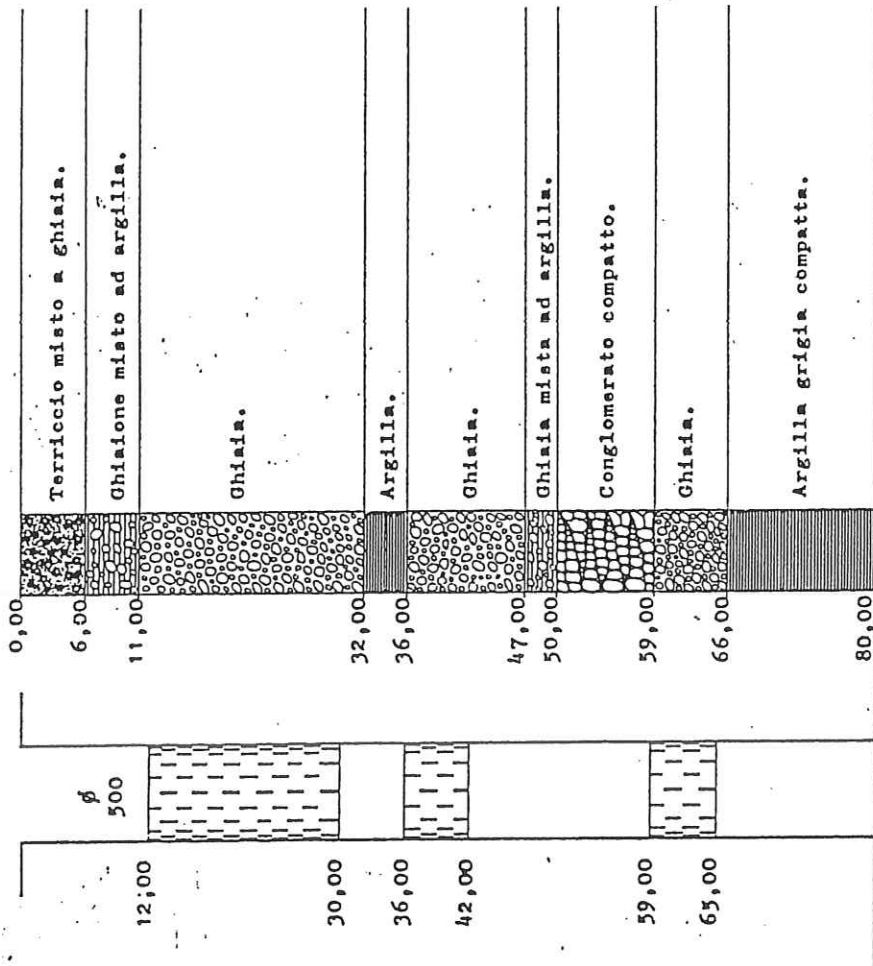 0,00
Terriccio misto a ghiaia.
6,00
Ghiaione misto ad argilla.
11,00
Ghiaia.
32,00
Argilla.
36,00
Ghiaia.
47,00
Ghiaia mista ad argilla.
50,00
Conglomerato compatto.
59,00
Ghiaia.
66,00
Argilla grigia compatta.
80,00
ø
500
12,00
30,00
36,00
42,00
59,00
65,00